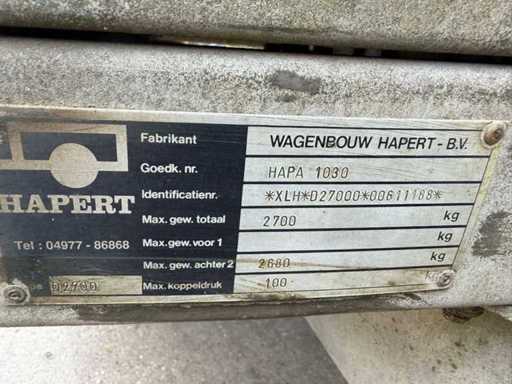 Fabrikant WAGENBOUW HAPERT - B.V.
Goedk. nr. HAPA 1030
Identificatienr. *XLH*D27000*00611188*
HAPERT
Max. gew. totaal 2700 kg
Tel : 04977 - 86868
Max. gew. voor 1 kg
Max. gew. achter 2 2680 kg
Max. koppeldruk 100